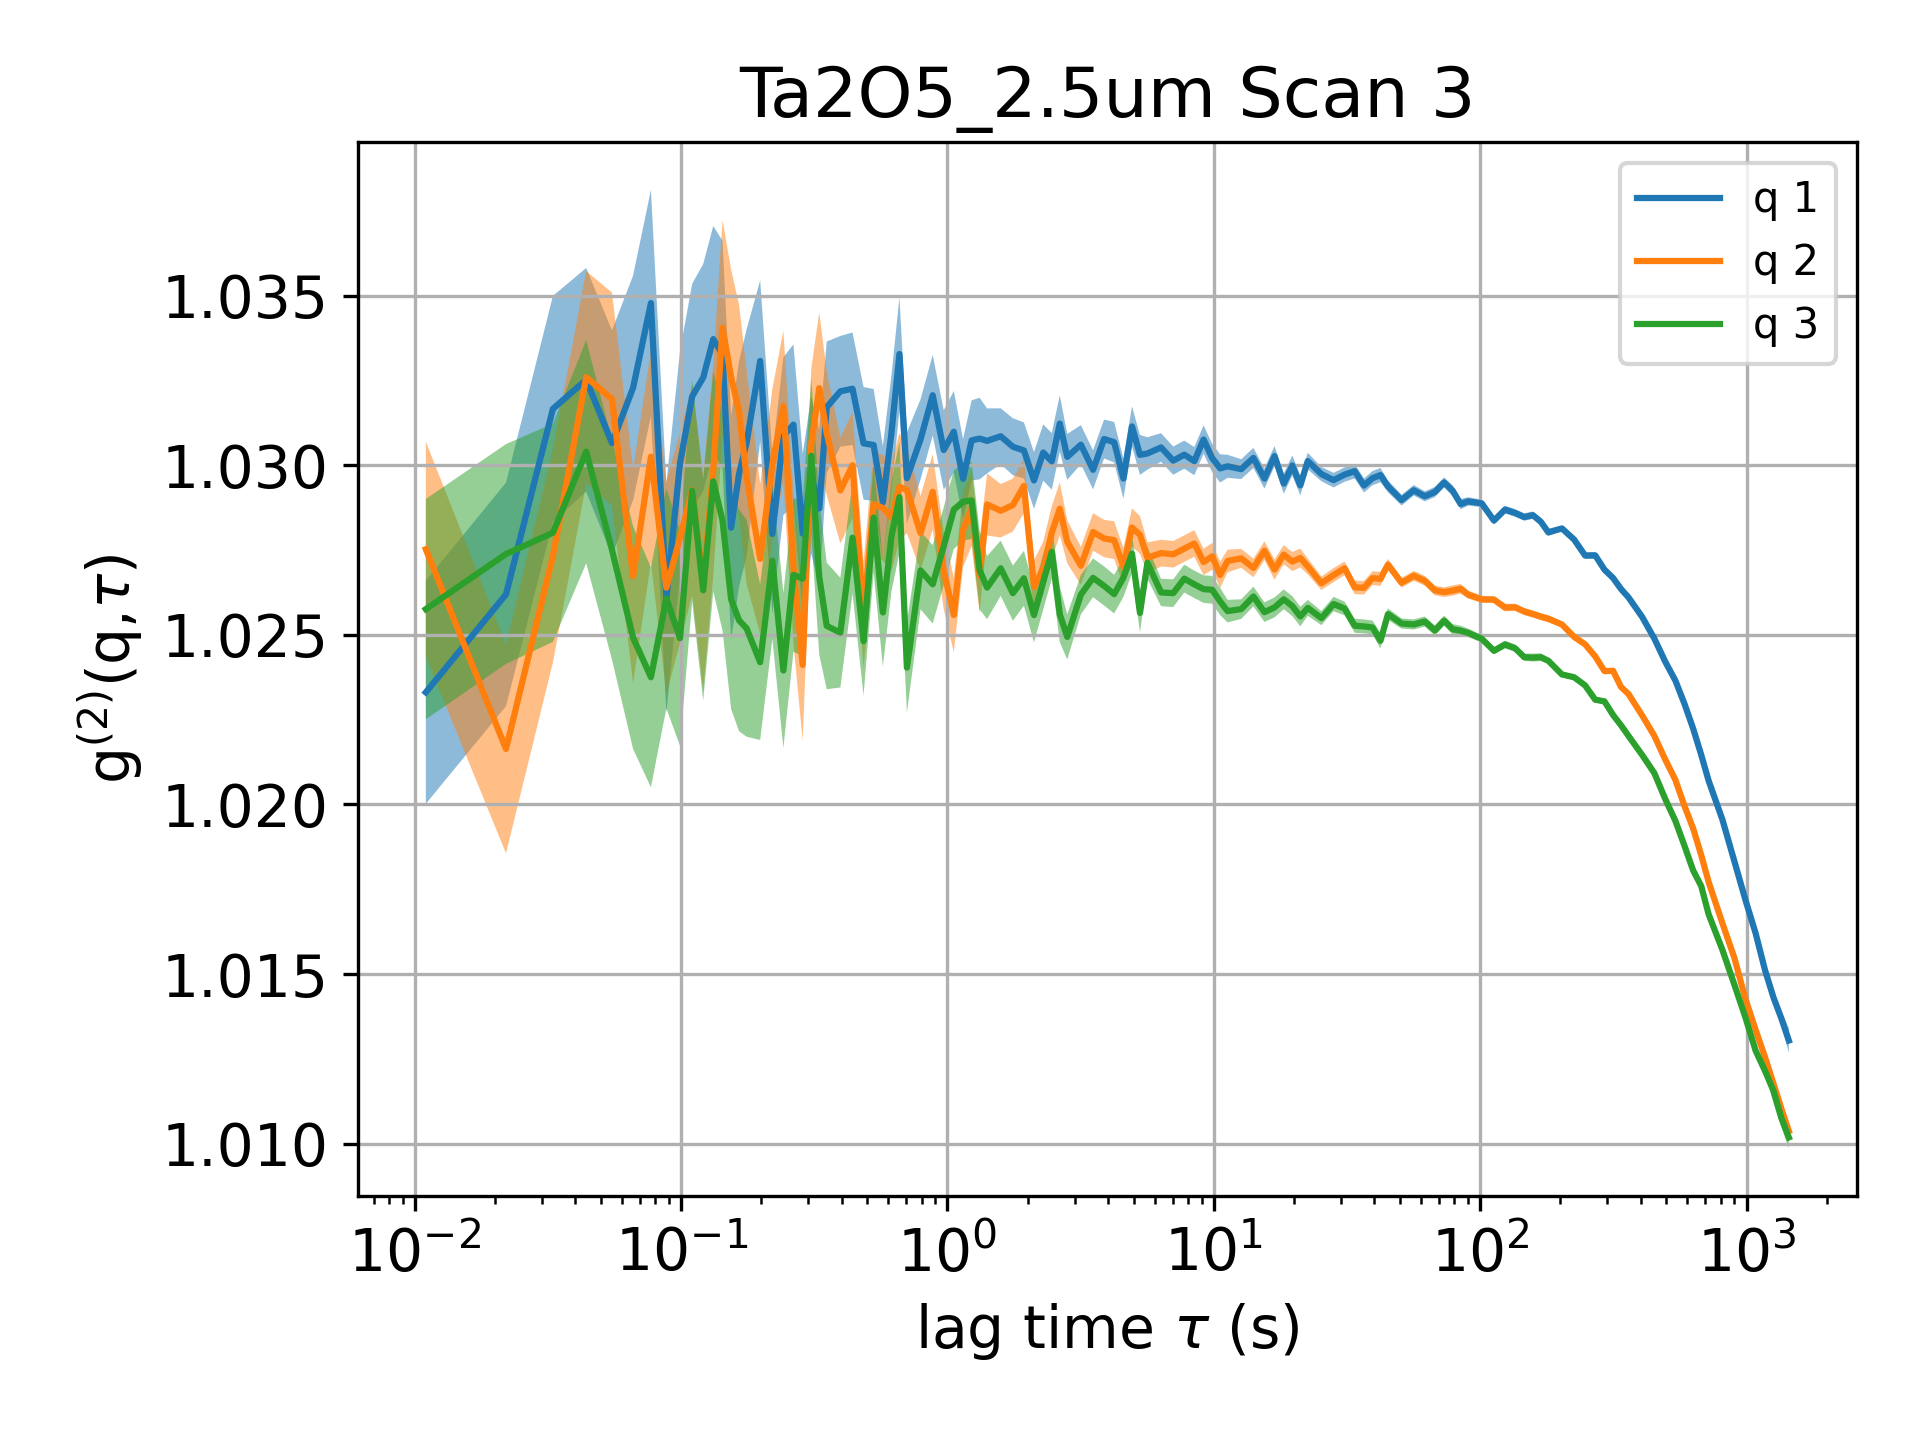 Ta2O5_2.5um Scan 3
q 1
q 2
q 3
g⁽²⁾(q,τ)
1.035
1.030
1.025
1.020
1.015
1.010
10⁻² 10⁻¹ 10⁰ 10¹ 10² 10³
lag time τ (s)